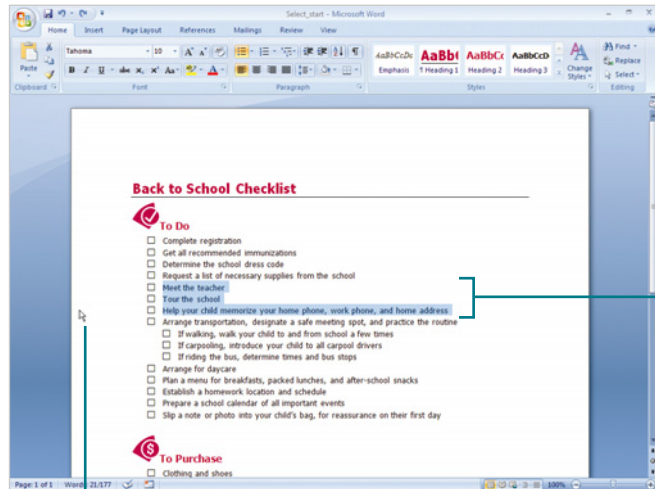 Select_start - Microsoft Word
Home Insert Page Layout References Mailings Review View
Tahoma 10
Paste
B I U abc x, x² Aa A
AaBbCcDc AaBb( AaBbCc AaBbCcD
Emphasis ¶ Heading 1 Heading 2 Heading 3
Change Styles
Find
Replace
Select
Clipboard Font Paragraph Styles Editing
Back to School Checklist
To Do
Complete registration
Get all recommended immunizations
Determine the school dress code
Request a list of necessary supplies from the school
Meet the teacher
Tour the school
Help your child memorize your home phone, work phone, and home address
Arrange transportation, designate a safe meeting spot, and practice the routine
If walking, walk your child to and from school a few times
If carpooling, introduce your child to all carpool drivers
If riding the bus, determine times and bus stops
Arrange for daycare
Plan a menu for breakfasts, packed lunches, and after-school snacks
Establish a homework location and schedule
Prepare a school calendar of all important events
Slip a note or photo into your child's bag, for reassurance on their first day
To Purchase
Clothing and shoes
Page: 1 of 1 Words: 21/177 100%